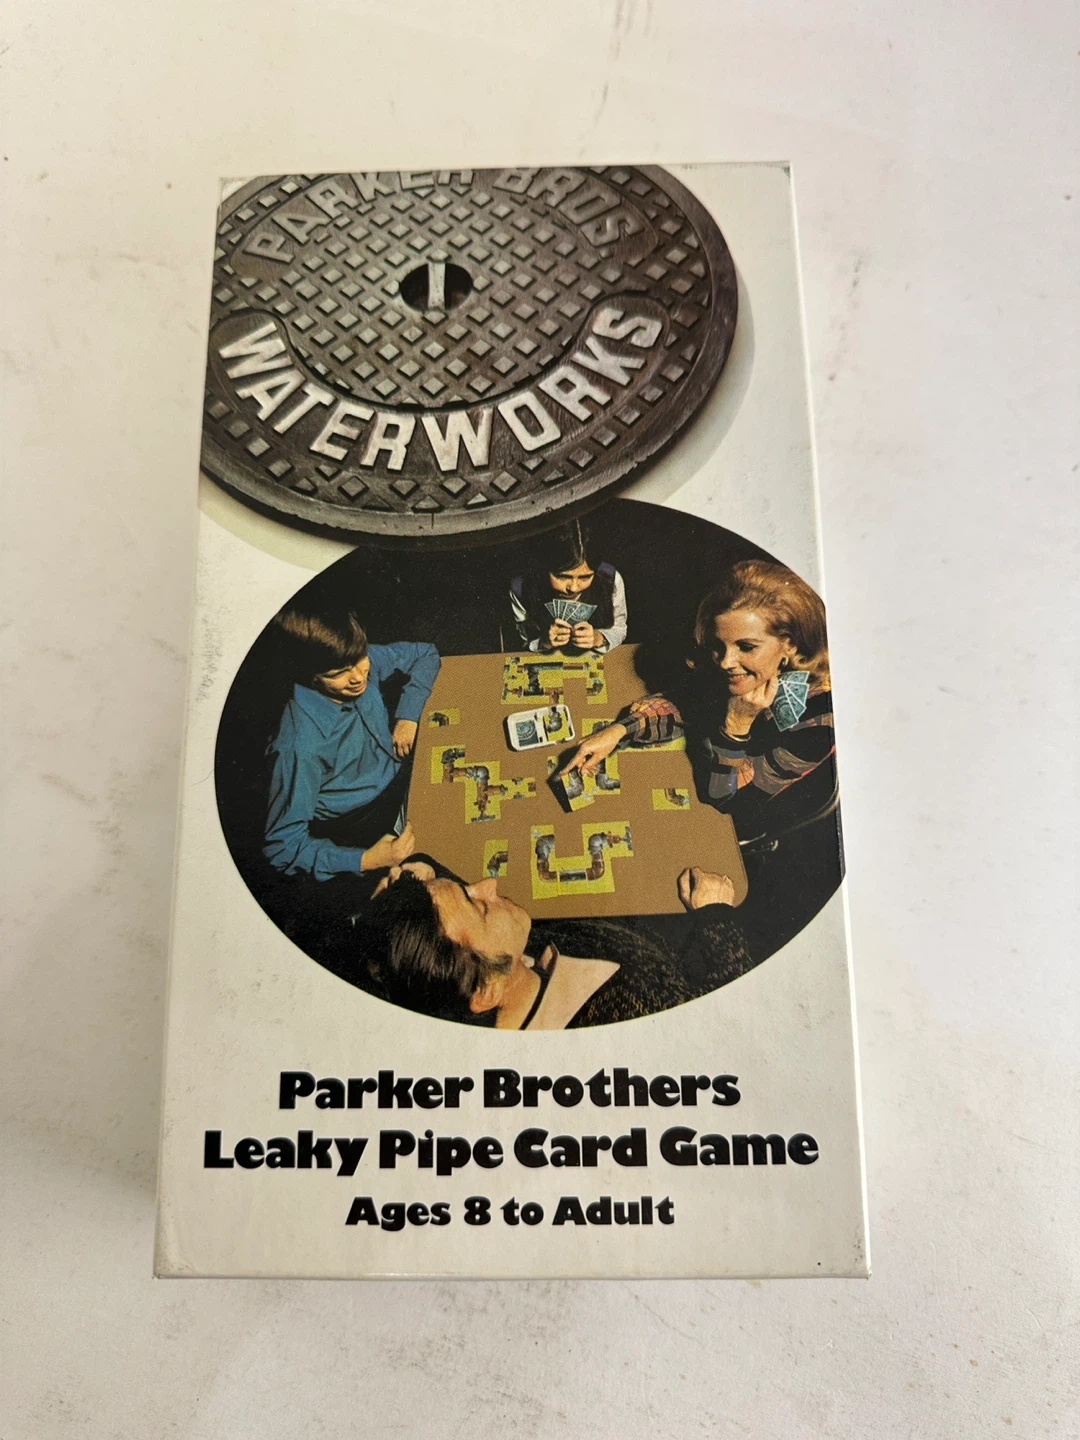 PARKER BROS
WATERWORKS
Parker Brothers
Leaky Pipe Card Game
Ages 8 to Adult